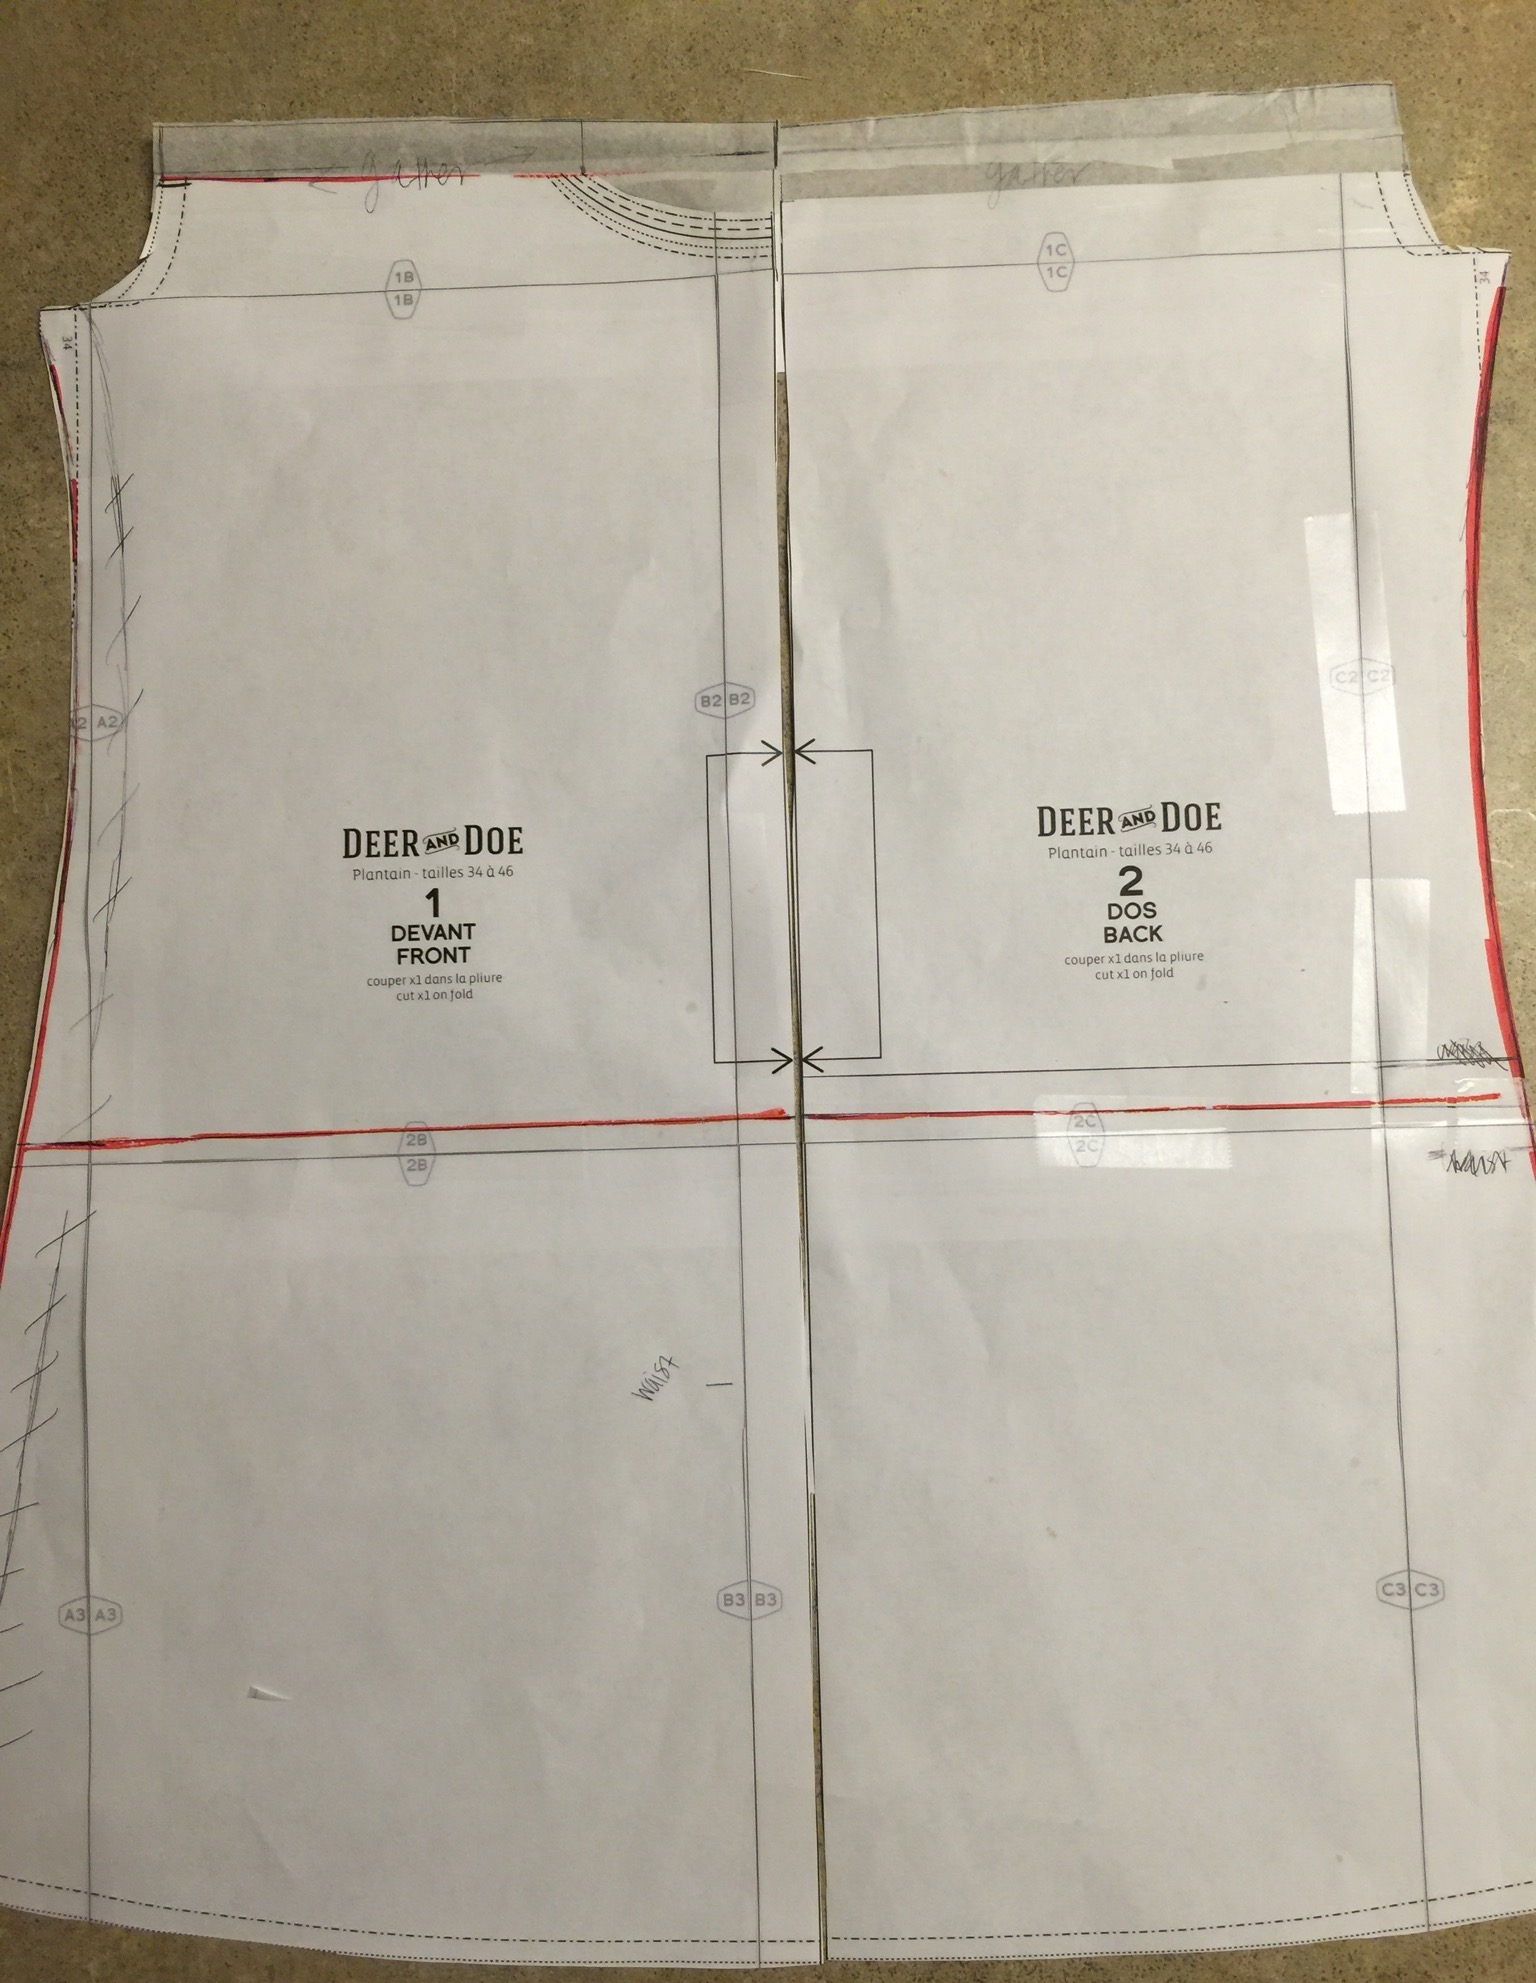 gather
gather
1B
1B
1C
1C
34
34
B2 B2
C2 C2
2 A2
DEER AND DOE
Plantain - tailles 34 à 46
1
DEVANT
FRONT
couper x1 dans la pliure
cut x1 on fold
DEER AND DOE
Plantain - tailles 34 à 46
2
DOS
BACK
couper x1 dans la pliure
cut x1 on fold
2B
2B
2C
2C
waist
waist
A3 A3
B3 B3
C3 C3